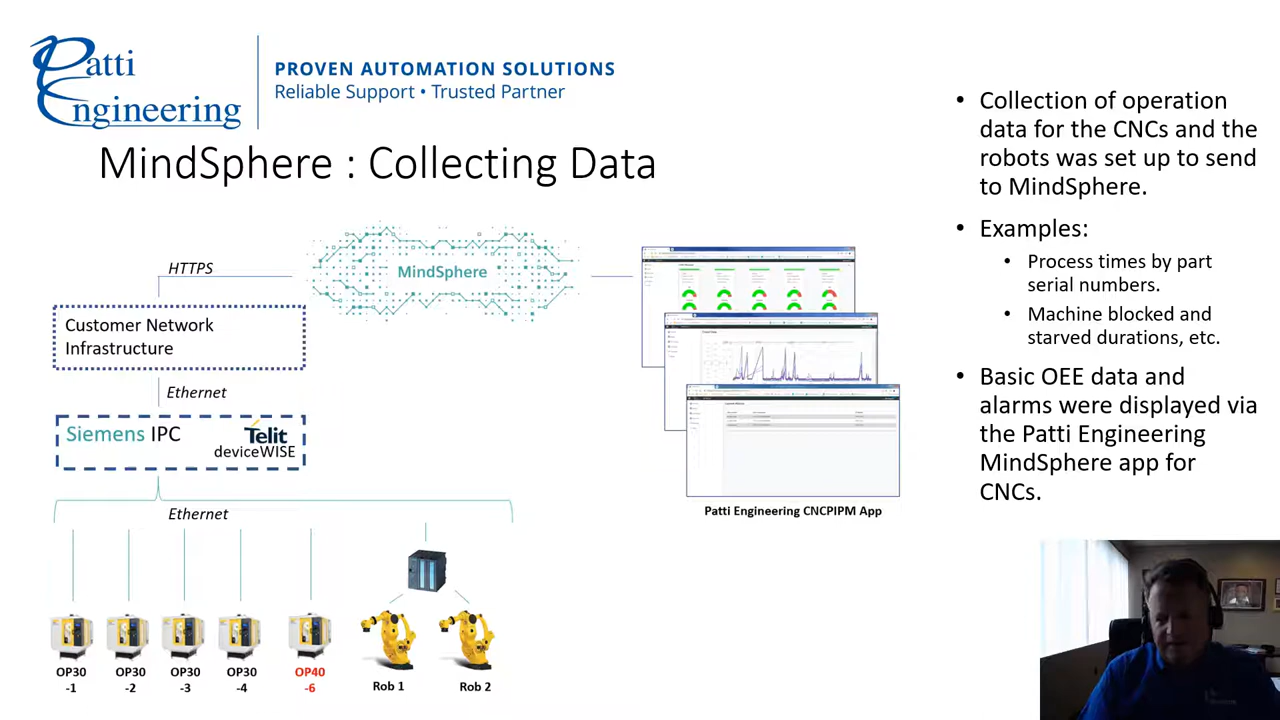 Patti
Engineering
PROVEN AUTOMATION SOLUTIONS
Reliable Support • Trusted Partner
MindSphere : Collecting Data
HTTPS
MindSphere
Customer Network
Infrastructure
Ethernet
Siemens IPC
Telit
deviceWISE
Ethernet
OP30
-1
OP30
-2
OP30
-3
OP30
-4
OP40
-6
Rob 1
Rob 2
Patti Engineering CNCPIPM App
• Collection of operation
data for the CNCs and the
robots was set up to send
to MindSphere.
• Examples:
• Process times by part
serial numbers.
• Machine blocked and
starved durations, etc.
• Basic OEE data and
alarms were displayed via
the Patti Engineering
MindSphere app for
CNCs.